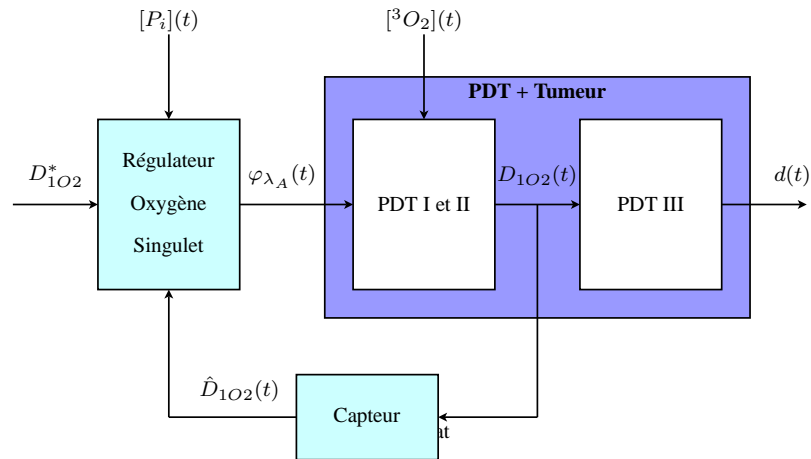 [P_i](t)
[^3O_2](t)
PDT + Tumeur
D^*_{1O2}
Régulateur
Oxygène
Singulet
φ_{λ_A}(t)
PDT I et II
D_{1O2}(t)
PDT III
d(t)
D̂_{1O2}(t)
Capteur